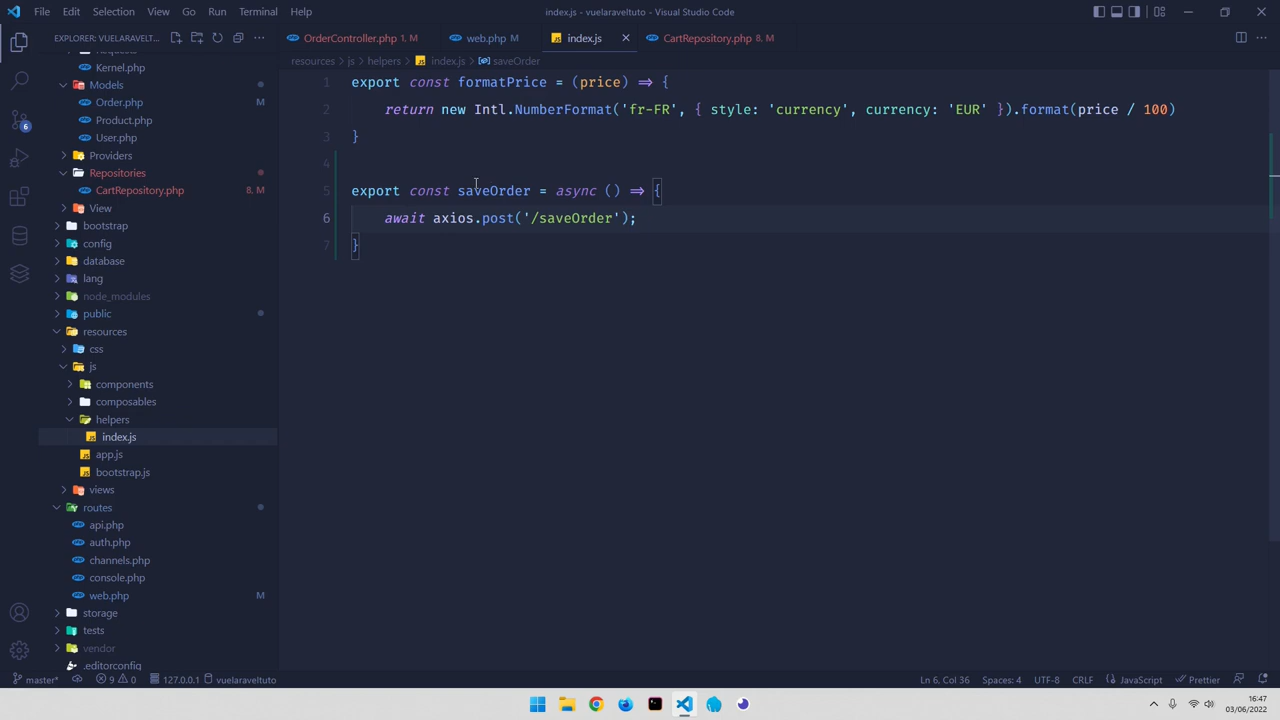 File Edit Selection View Go Run Terminal Help
index.js - vuelaraveltuto - Visual Studio Code
EXPLORER: VUELARAVELT...
OrderController.php 1, M
web.php M
index.js
CartRepository.php 8, M
resources > js > helpers > index.js > saveOrder
Kernel.php
Models
Order.php M
Product.php
User.php
Providers
Repositories
CartRepository.php 8, M
View
bootstrap
config
database
lang
node_modules
public
resources
css
js
components
composables
helpers
index.js
app.js
bootstrap.js
views
routes
api.php
auth.php
channels.php
console.php
web.php M
storage
tests
vendor
.editorconfig
6
1 export const formatPrice = (price) => {
2 return new Intl.NumberFormat('fr-FR', { style: 'currency', currency: 'EUR' }).format(price / 100)
3 }
4
5 export const saveOrder = async () => {
6 await axios.post('/saveOrder');
7 }
master* 9 0 127.0.0.1 vuelaraveltuto
Ln 6, Col 36 Spaces: 4 UTF-8 CRLF JavaScript Prettier
16:47
03/06/2022